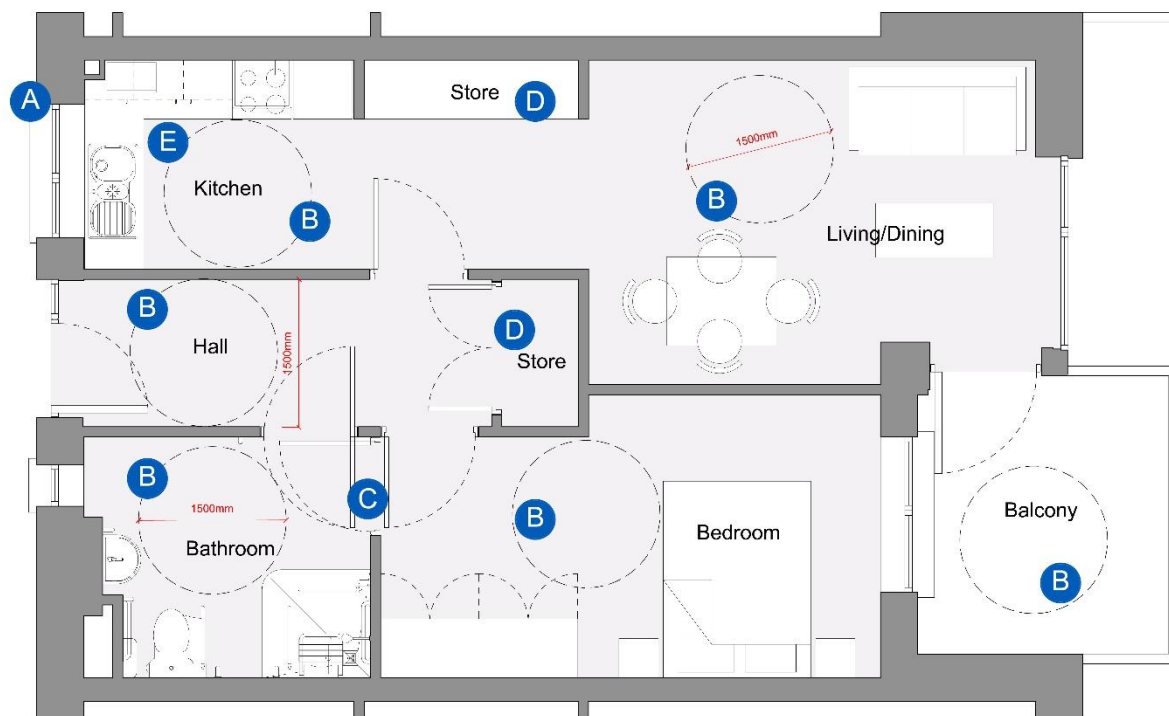 A
Store
D
E
1500mm
Kitchen
B
B
Living/Dining
B
Hall
1500mm
D
Store
B
1500mm
Bathroom
C
B
Bedroom
Balcony
B